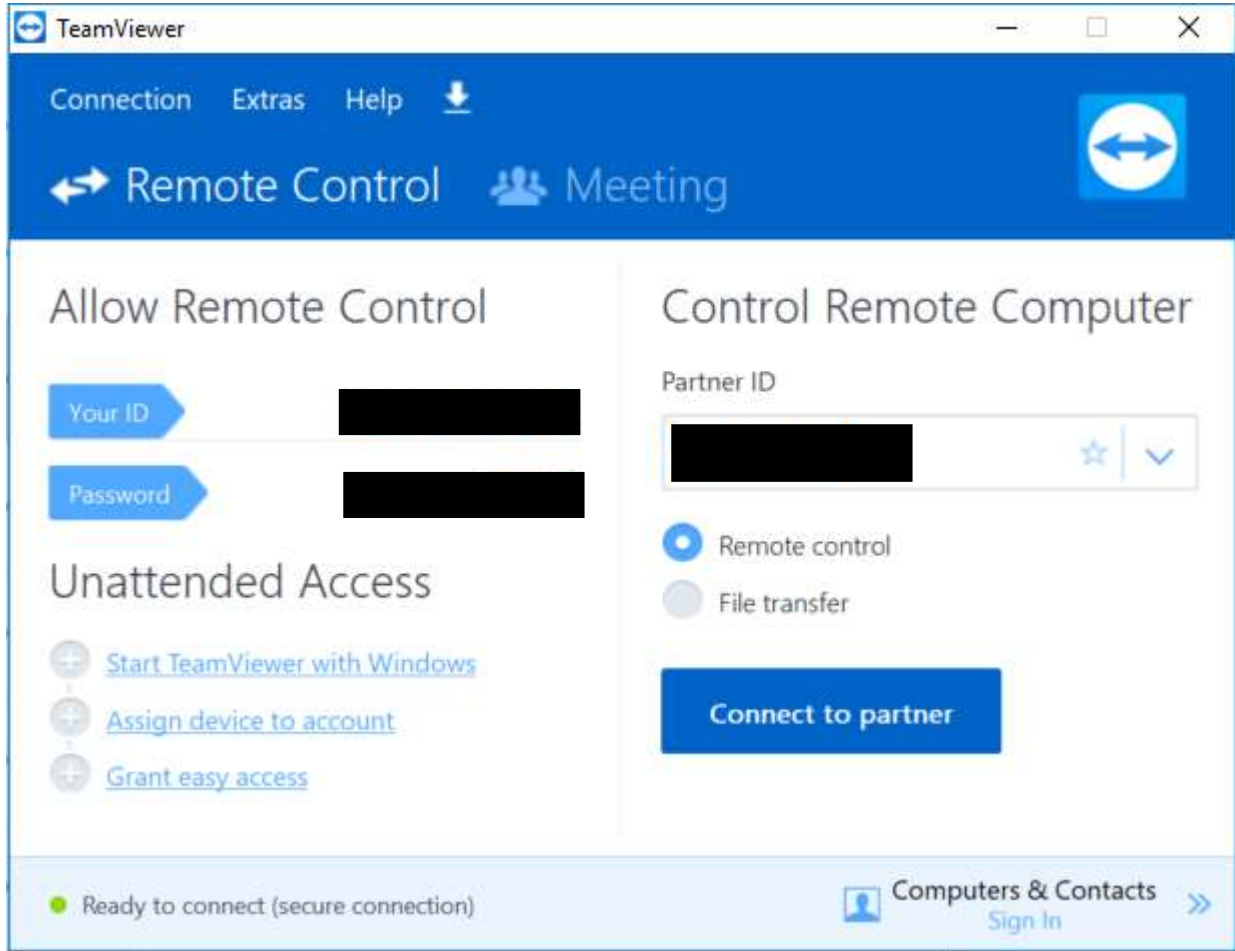 TeamViewer
Connection Extras Help
Remote Control Meeting
Allow Remote Control
Your ID
Password
Unattended Access
Start TeamViewer with Windows
Assign device to account
Grant easy access
Control Remote Computer
Partner ID
Remote control
File transfer
Connect to partner
Ready to connect (secure connection)
Computers & Contacts
Sign In